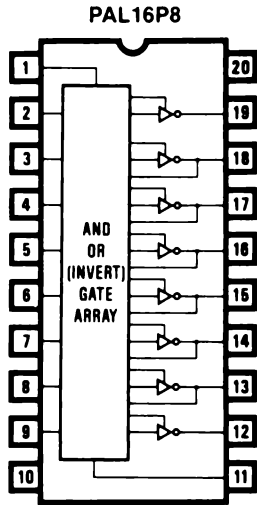 PAL16P8
1 20
2 19
3 18
4 17
AND
5 16
OR
(INVERT)
6 15
GATE
ARRAY
7 14
8 13
9 12
10 11